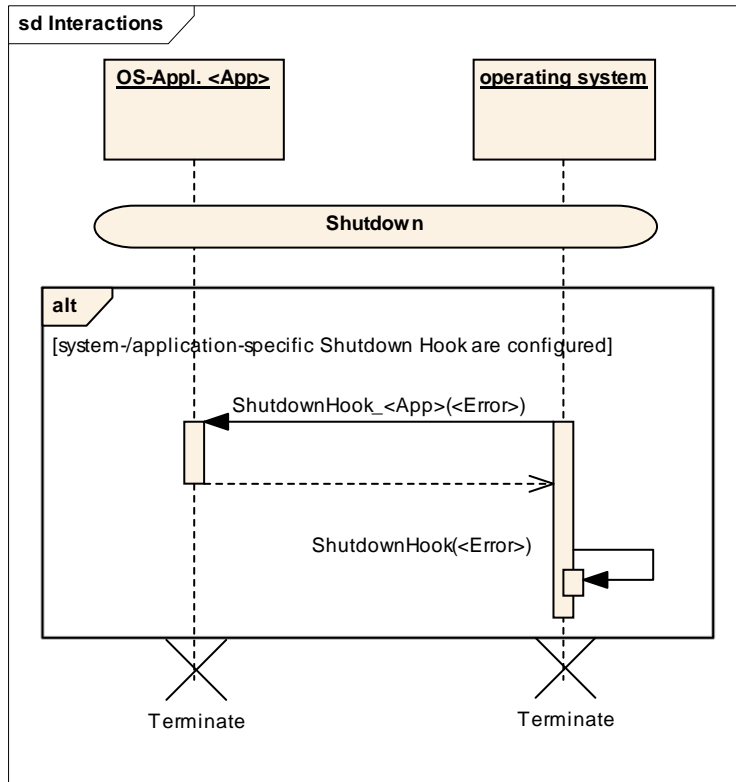 sd Interactions
OS-Appl. <App>
operating system
Shutdown
alt
[system-/application-specific Shutdown Hook are configured]
ShutdownHook_<App>(<Error>)
ShutdownHook(<Error>)
Terminate
Terminate